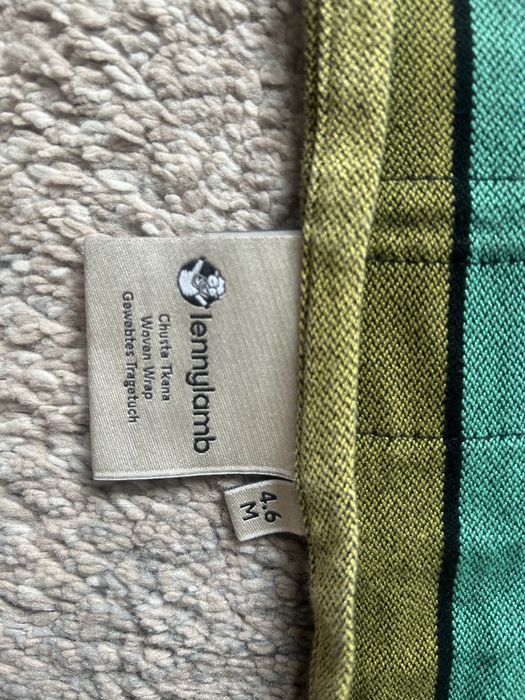 lennylamb
Chusta Tkana
Woven Wrap
Gewebtes Tragetuch
4,6
M